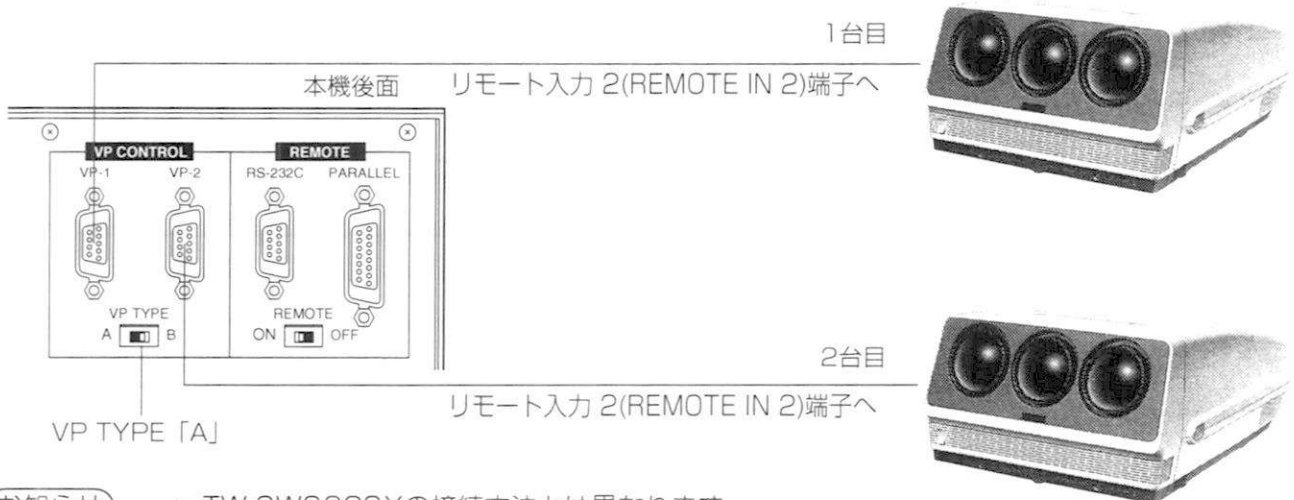 1台目
本機後面
リモート入力 2(REMOTE IN 2)端子へ
VP CONTROL
REMOTE
VP-1
VP-2
RS-232C
PARALLEL
VP TYPE
A
B
REMOTE
ON
OFF
2台目
リモート入力 2(REMOTE IN 2)端子へ
VP TYPE「A」